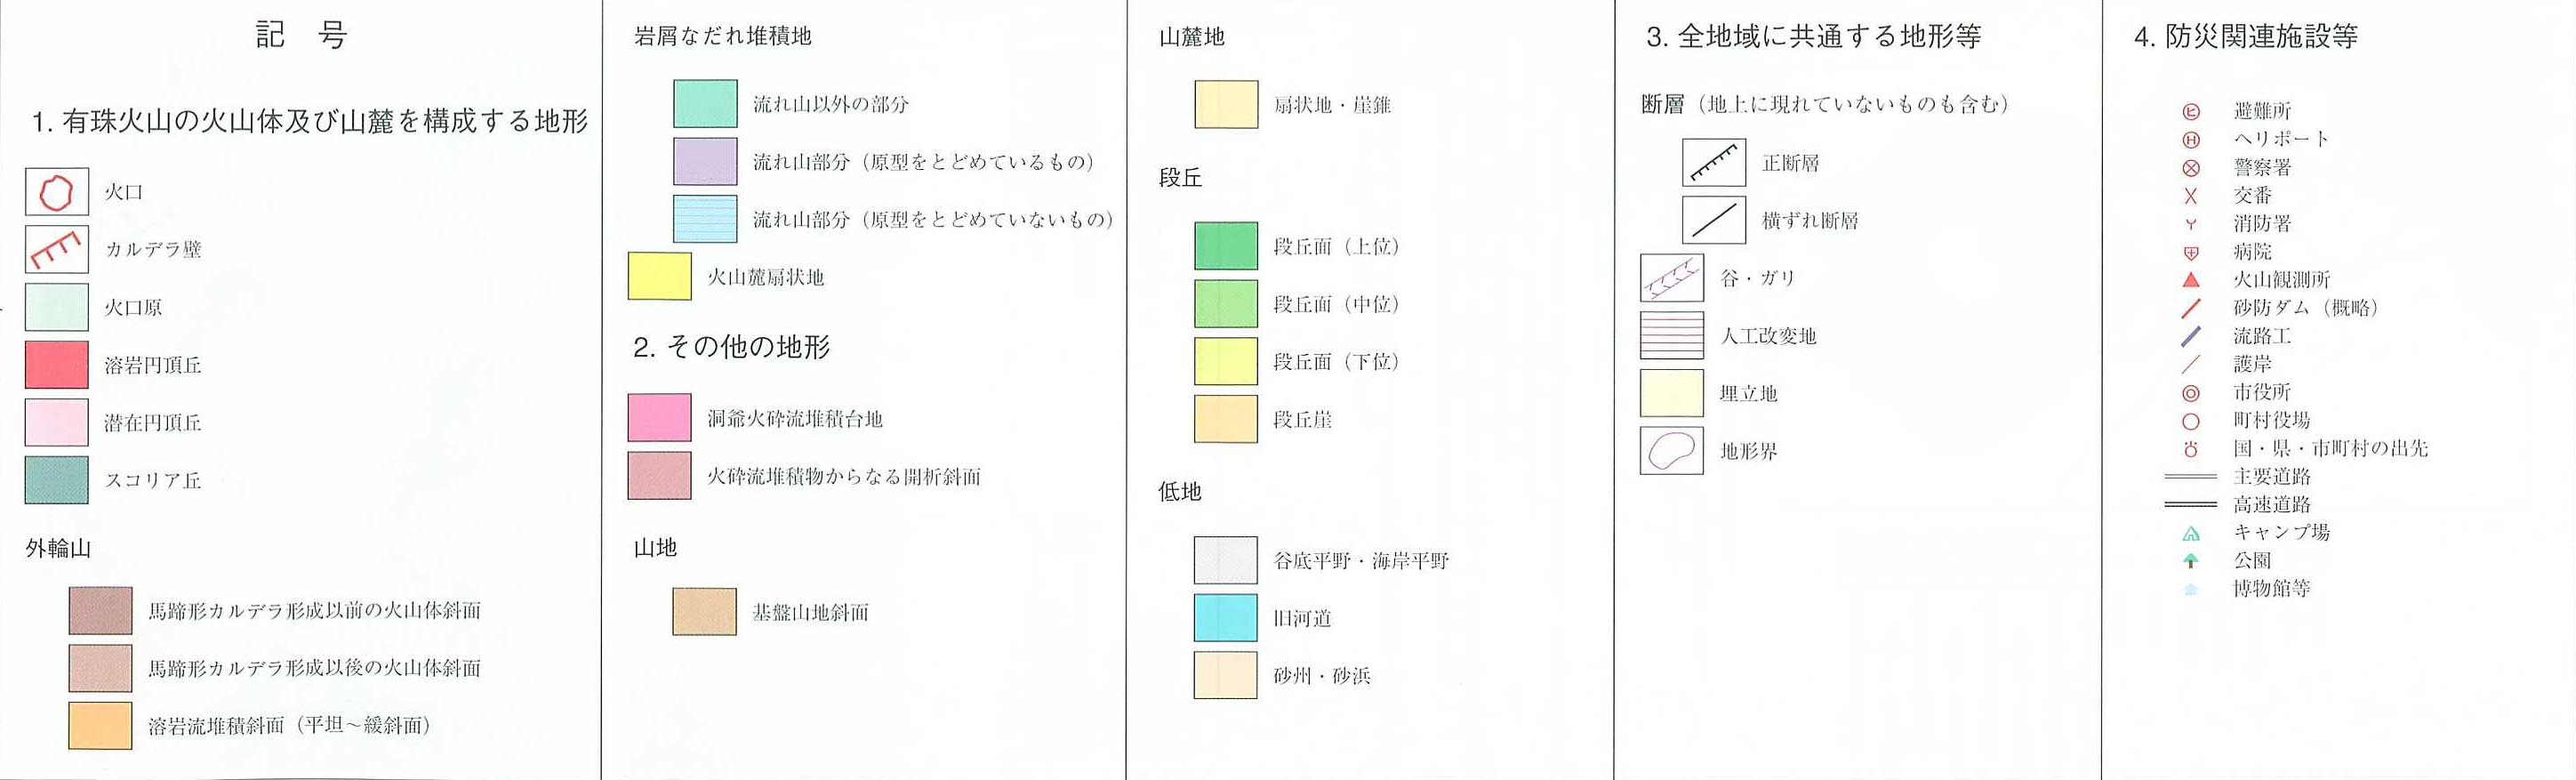 記 号
1. 有珠火山の火山体及び山麓を構成する地形
火口
カルデラ壁
火口原
溶岩円頂丘
潜在円頂丘
スコリア丘
外輪山
馬蹄形カルデラ形成以前の火山体斜面
馬蹄形カルデラ形成以後の火山体斜面
溶岩流堆積斜面（平坦～緩斜面）
岩屑なだれ堆積地
流れ山以外の部分
流れ山部分（原型をとどめているもの）
流れ山部分（原型をとどめていないもの）
火山麓扇状地
2. その他の地形
洞爺火砕流堆積台地
火砕流堆積物からなる開析斜面
山地
基盤山地斜面
山麓地
扇状地・崖錐
段丘
段丘面（上位）
段丘面（中位）
段丘面（下位）
段丘崖
低地
谷底平野・海岸平野
旧河道
砂州・砂浜
3. 全地域に共通する地形等
断層（地上に現れていないものも含む）
正断層
横ずれ断層
谷・ガリ
人工改変地
埋立地
地形界
4. 防災関連施設等
避難所
ヘリポート
警察署
交番
消防署
病院
火山観測所
砂防ダム（概略）
流路工
護岸
市役所
町村役場
国・県・市町村の出先
主要道路
高速道路
キャンプ場
公園
博物館等